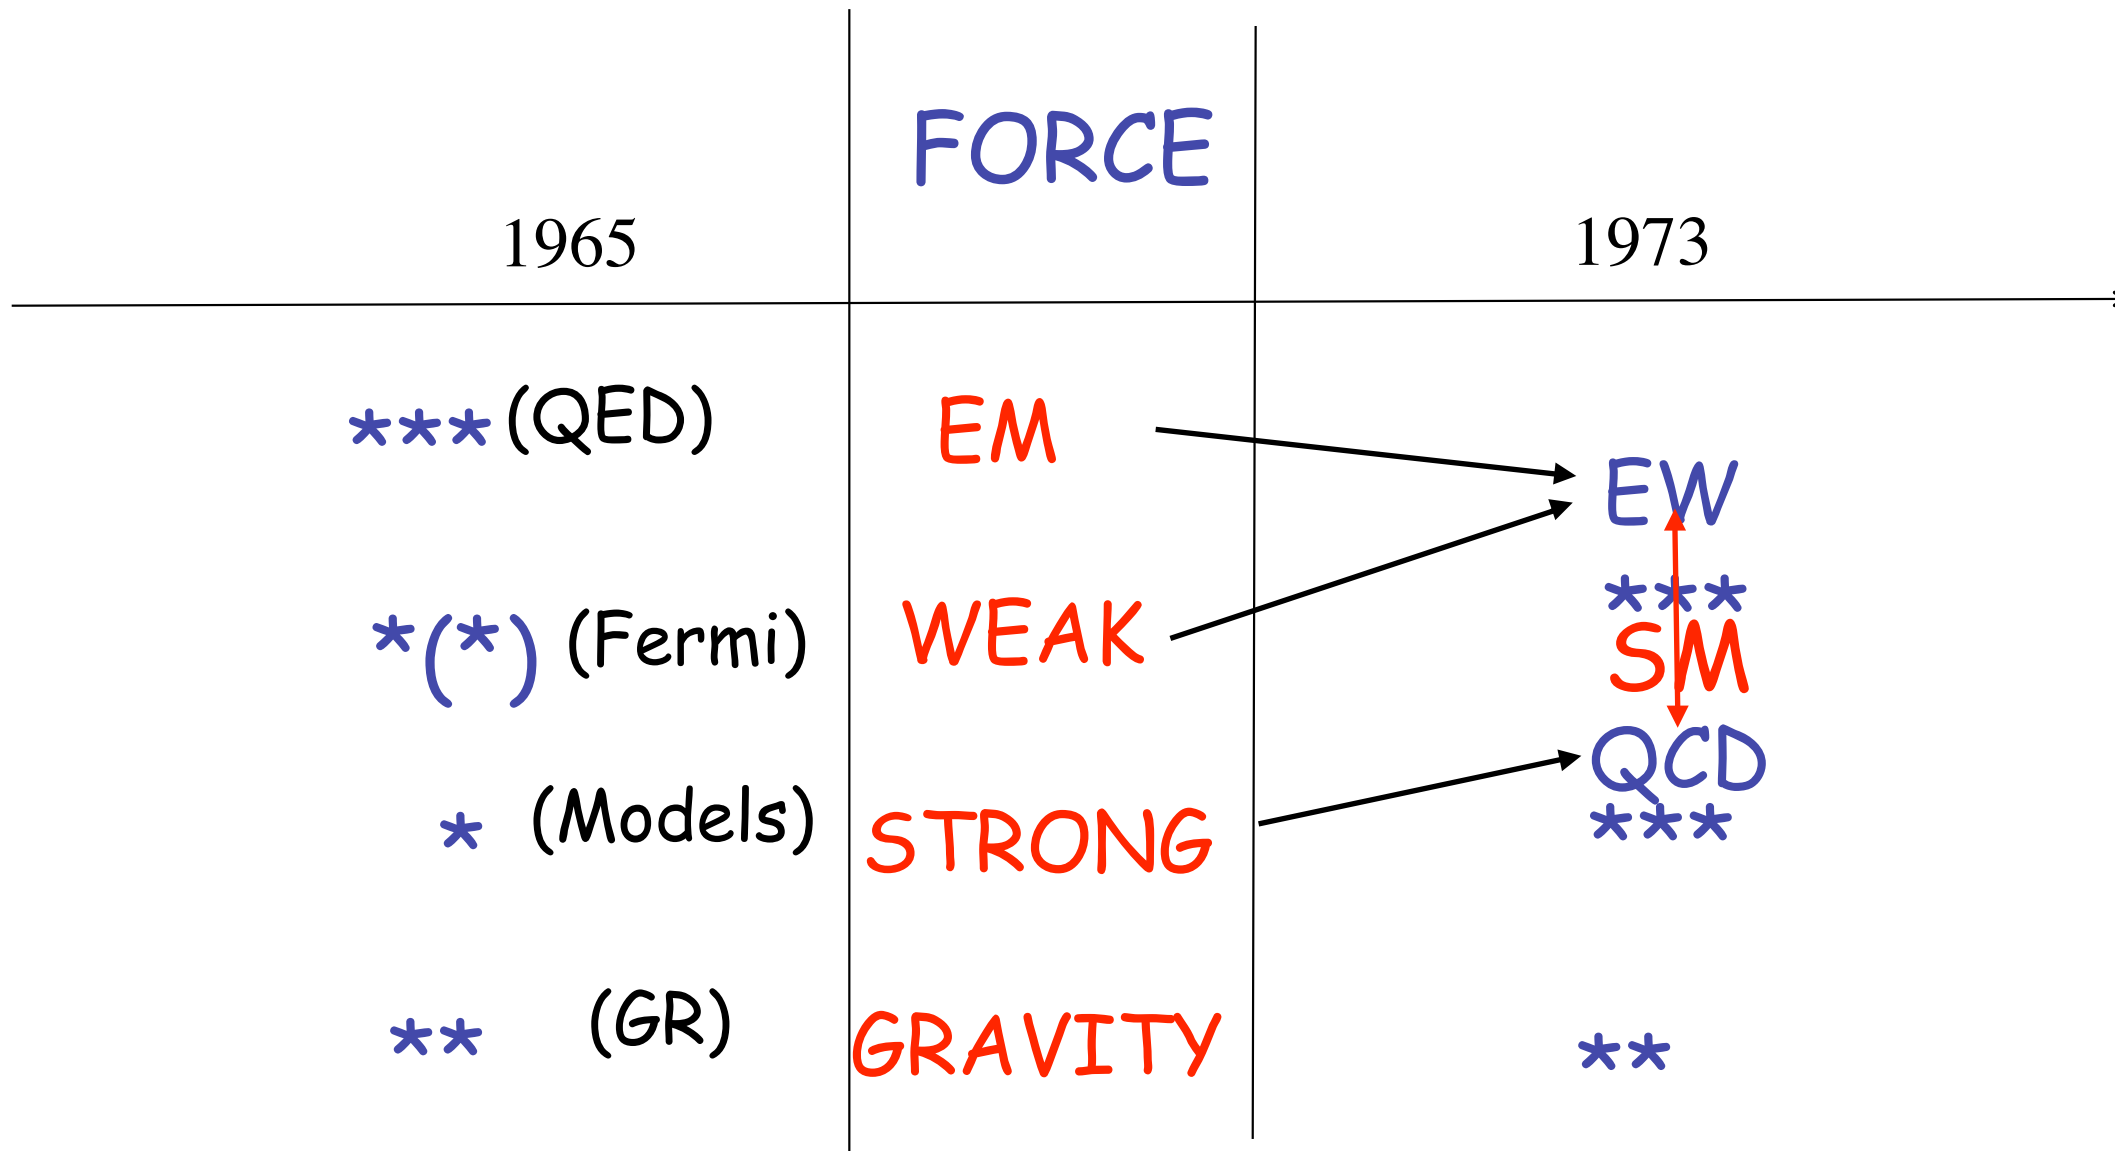 FORCE
1965 1973
*** (QED) EM
EW
*(*) (Fermi) WEAK ***
SM
QCD
* (Models) STRONG ***
** (GR) GRAVITY **